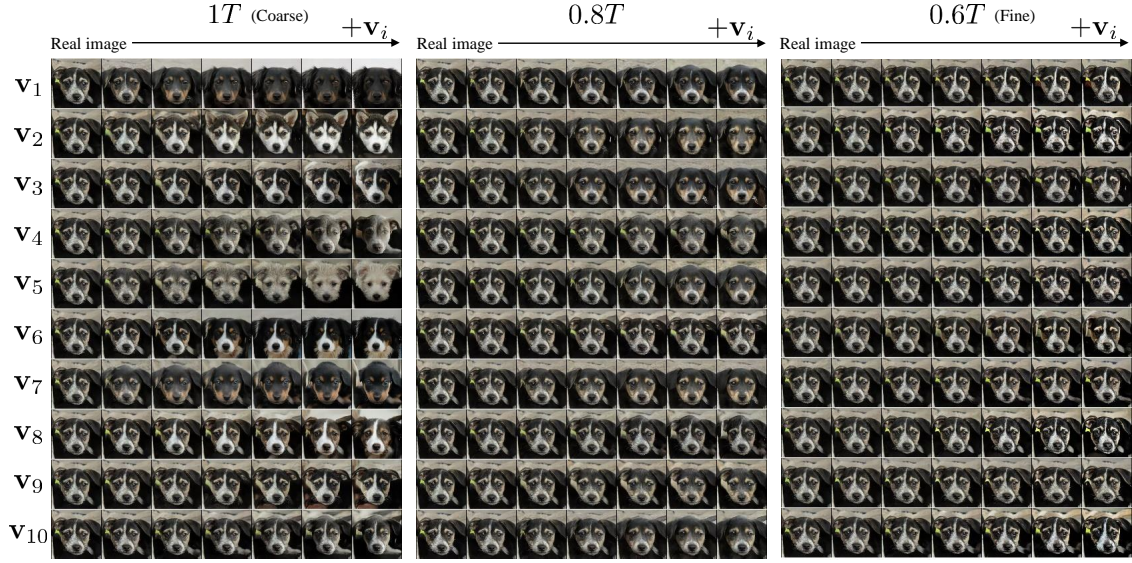 1T (Coarse)
Real image +v_i
0.8T
Real image +v_i
0.6T (Fine)
Real image +v_i
v_1
v_2
v_3
v_4
v_5
v_6
v_7
v_8
v_9
v_10